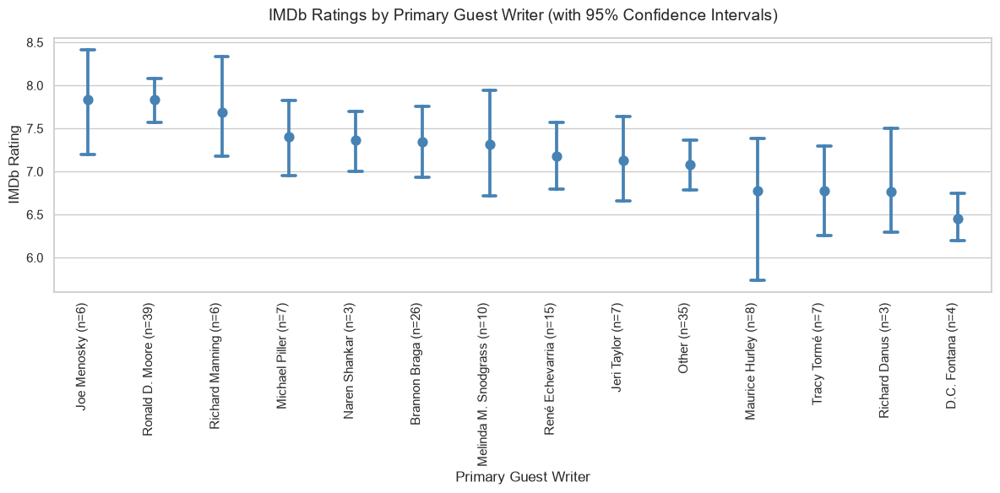 IMDb Ratings by Primary Guest Writer (with 95% Confidence Intervals)
IMDb Rating
8.5
8.0
7.5
7.0
6.5
6.0
Joe Menosky (n=6)
Ronald D. Moore (n=39)
Richard Manning (n=6)
Michael Piller (n=7)
Naren Shankar (n=3)
Brannon Braga (n=26)
Melinda M. Snodgrass (n=10)
René Echevarria (n=15)
Jeri Taylor (n=7)
Other (n=35)
Maurice Hurley (n=8)
Tracy Tormé (n=7)
Richard Danus (n=3)
D.C. Fontana (n=4)
Primary Guest Writer